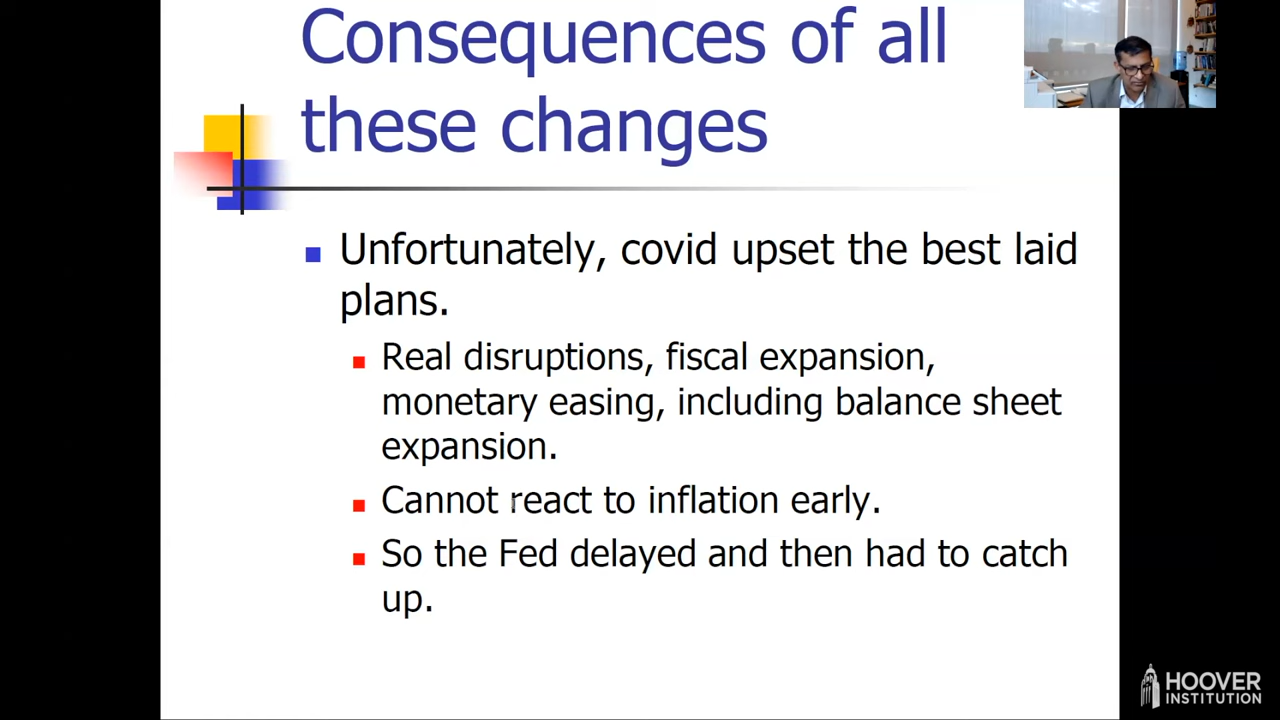 Consequences of all
these changes
Unfortunately, covid upset the best laid
plans.
Real disruptions, fiscal expansion,
monetary easing, including balance sheet
expansion.
Cannot react to inflation early.
So the Fed delayed and then had to catch
up.
HOOVER
INSTITUTION